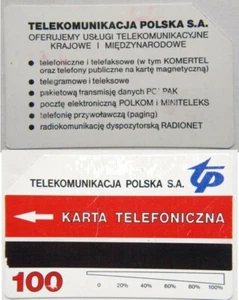 TELEKOMUNIKACJA POLSKA S.A.
OFERUJEMY USŁUGI TELEKOMUNIKACYJNE
KRAJOWE I MIĘDZYNARODOWE
• telefoniczne i telefaksowe (w tym KOMERTEL
oraz telefony publiczne na kartę magnetyczną)
• telegramowe i teleksowe
• pakietową transmisję danych POLPAK
• pocztę elektroniczną POLKOM i MINITELEKS
• telefonię przywoławczą (paging)
• radiokomunikację dyspozytorską RADIONET
TELEKOMUNIKACJA POLSKA S.A.
tp
KARTA TELEFONICZNA
100
0 20% 40% 60% 80% 100%